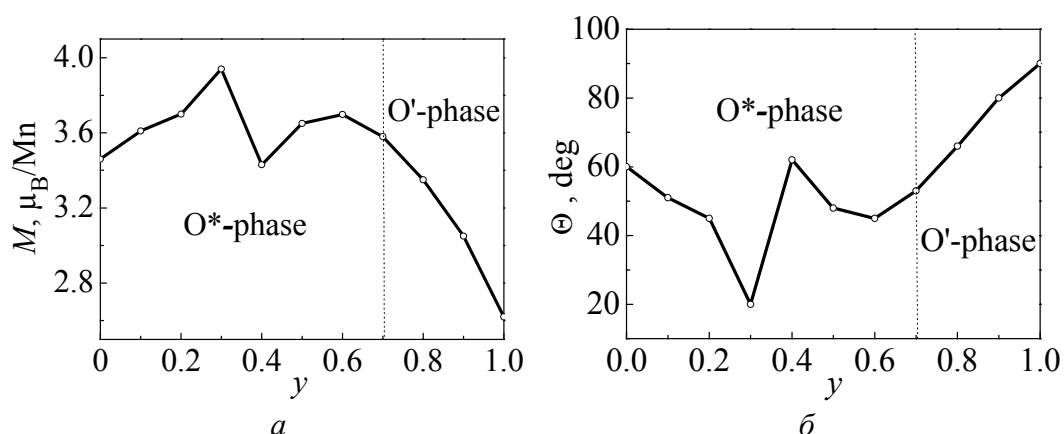 4.0
3.6
3.2
2.8
M, μB/Mn
O'-phase
O*-phase
0 0.2 0.4 0.6 0.8 1.0
y
а
100
80
60
40
20
Θ , deg
O*-phase
O'-phase
0.0 0.2 0.4 0.6 0.8 1.0
y
б